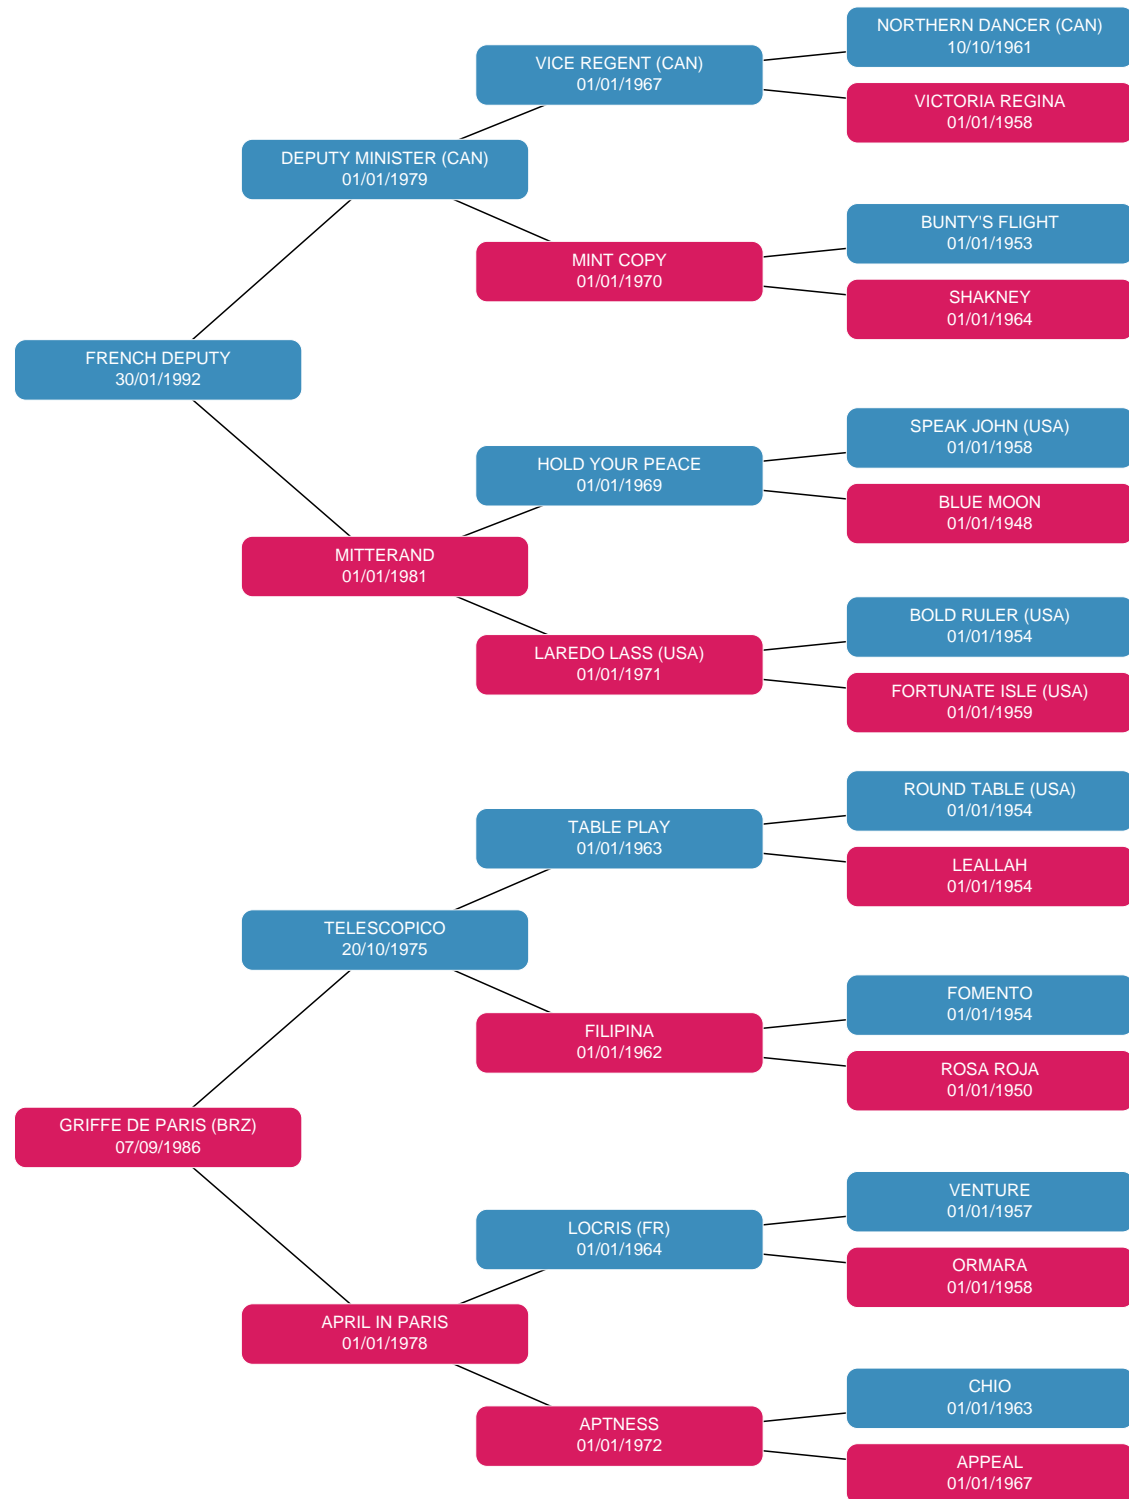 NORTHERN DANCER (CAN)
10/10/1961
VICE REGENT (CAN)
01/01/1967
VICTORIA REGINA
01/01/1958
DEPUTY MINISTER (CAN)
01/01/1979
BUNTY'S FLIGHT
01/01/1953
MINT COPY
01/01/1970
SHAKNEY
01/01/1964
FRENCH DEPUTY
30/01/1992
SPEAK JOHN (USA)
01/01/1958
HOLD YOUR PEACE
01/01/1969
BLUE MOON
01/01/1948
MITTERAND
01/01/1981
BOLD RULER (USA)
01/01/1954
LAREDO LASS (USA)
01/01/1971
FORTUNATE ISLE (USA)
01/01/1959
ROUND TABLE (USA)
01/01/1954
TABLE PLAY
01/01/1963
LEALLAH
01/01/1954
TELESCOPICO
20/10/1975
FOMENTO
01/01/1954
FILIPINA
01/01/1962
ROSA ROJA
01/01/1950
GRIFFE DE PARIS (BRZ)
07/09/1986
VENTURE
01/01/1957
LOCRIS (FR)
01/01/1964
ORMARA
01/01/1958
APRIL IN PARIS
01/01/1978
CHIO
01/01/1963
APTNESS
01/01/1972
APPEAL
01/01/1967